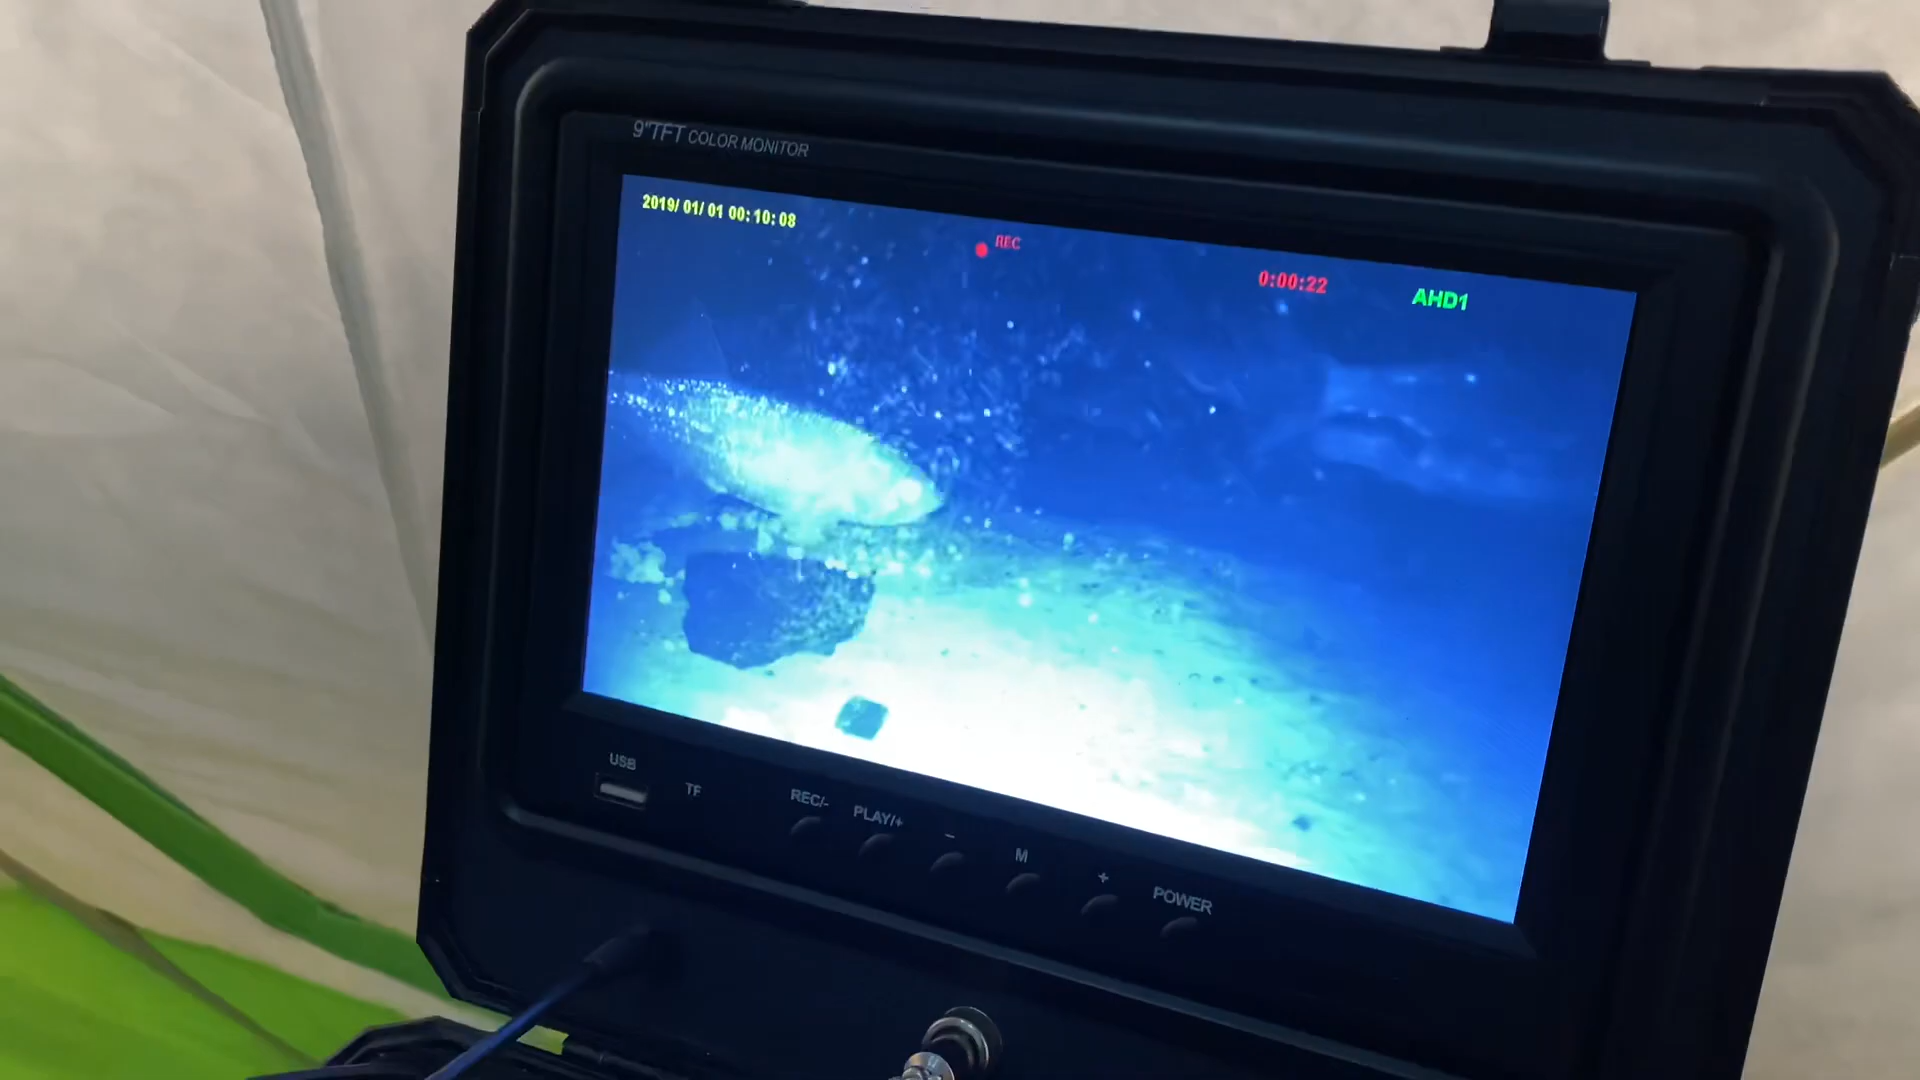 9"TFT COLOR MONITOR
2019/01/01 00:10:08
REC
0:00:22
AHD1
USB
TF
REC/-
PLAY/+
-
M
+
POWER